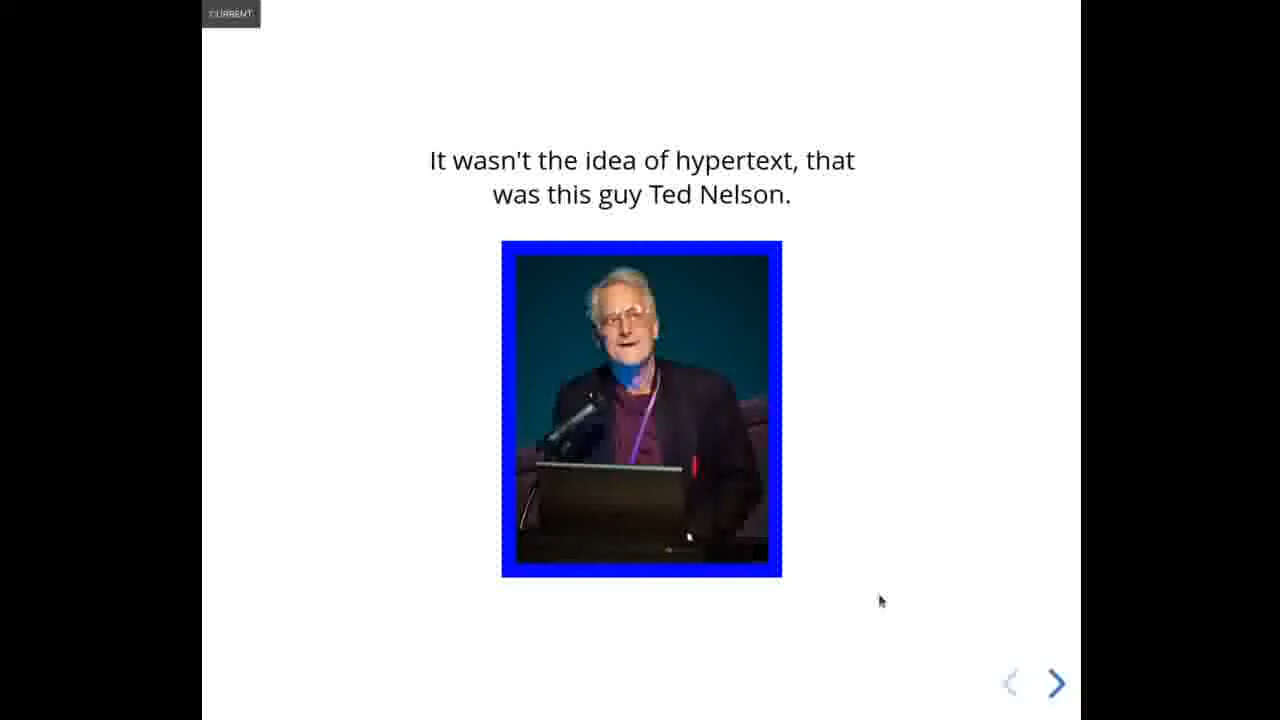 CURRENT
It wasn't the idea of hypertext, that
was this guy Ted Nelson.